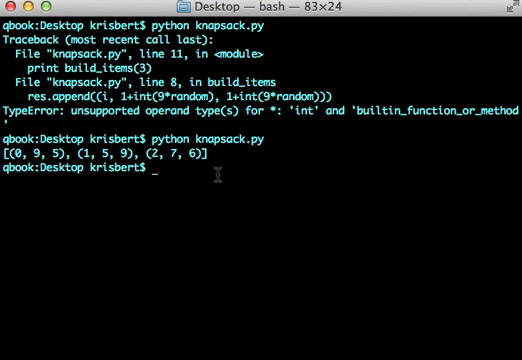 Desktop — bash — 83×24
qbook:Desktop krisbert$ python knapsack.py
Traceback (most recent call last):
  File "knapsack.py", line 11, in <module>
    print build_items(3)
  File "knapsack.py", line 8, in build_items
    res.append((i, 1+int(9*random), 1+int(9*random)))
TypeError: unsupported operand type(s) for *: 'int' and 'builtin_function_or_method
'
qbook:Desktop krisbert$ python knapsack.py
[(0, 9, 5), (1, 5, 9), (2, 7, 6)]
qbook:Desktop krisbert$ _